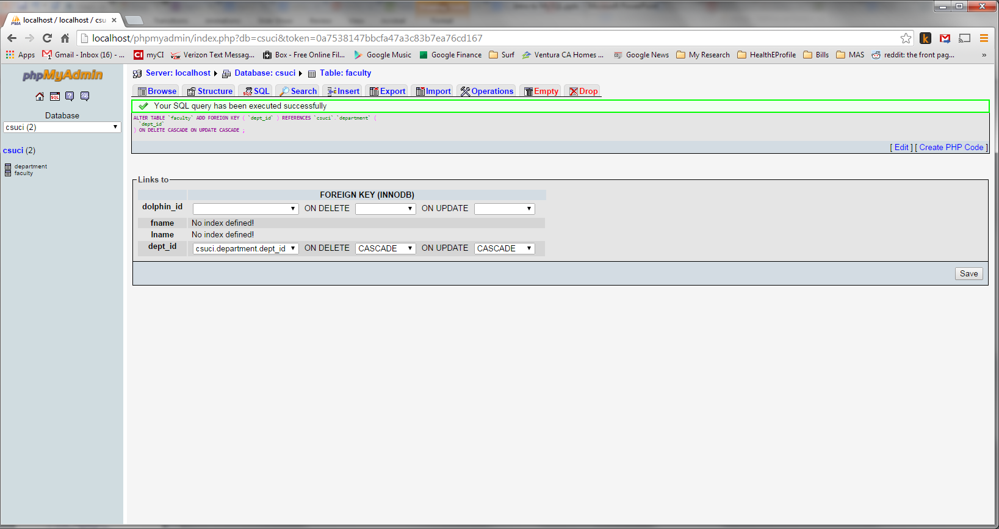 localhost / localhost / csu
localhost/phpmyadmin/index.php?db=csuci&token=0a7538147bbcfa47a3c83b7ea76cd167
Apps Gmail - Inbox (16) - ... myCI Verizon Text Messag... Box - Free Online Fil... Google Music Google Finance Surf Ventura CA Homes ... Google News My Research HealthEProfile Bills MAS reddit: the front pag... »
phpMyAdmin
Database
csuci (2)
csuci (2)
department
faculty
Server: localhost Database: csuci Table: faculty
Browse Structure SQL Search Insert Export Import Operations Empty Drop
Your SQL query has been executed successfully
ALTER TABLE `faculty` ADD FOREIGN KEY ( `dept_id` ) REFERENCES `csuci`.`department` (
`dept_id`
) ON DELETE CASCADE ON UPDATE CASCADE ;
[ Edit ] [ Create PHP Code ]
Links to
FOREIGN KEY (INNODB)
dolphin_id ON DELETE ON UPDATE
fname No index defined!
lname No index defined!
dept_id csuci.department.dept_id ON DELETE CASCADE ON UPDATE CASCADE
Save